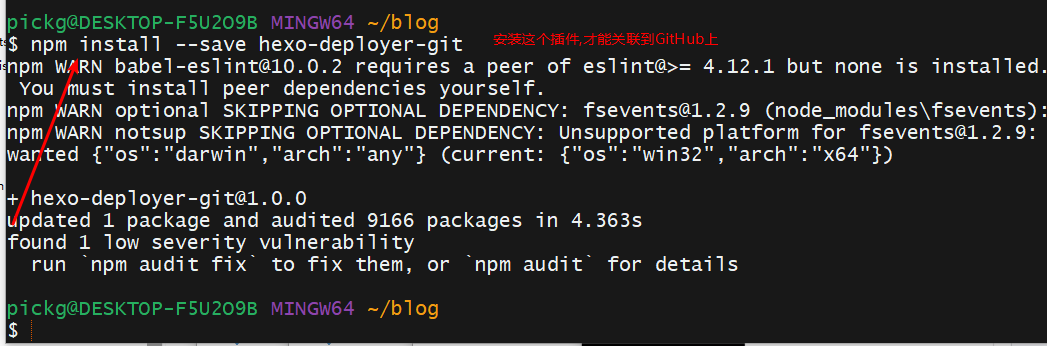 pickg@DESKTOP-F5U2O9B MINGW64 ~/blog
$ npm install --save hexo-deployer-git 安装这个插件,才能关联到GitHub上
npm WARN babel-eslint@10.0.2 requires a peer of eslint@>= 4.12.1 but none is installed.
You must install peer dependencies yourself.
npm WARN optional SKIPPING OPTIONAL DEPENDENCY: fsevents@1.2.9 (node_modules\fsevents):
npm WARN notsup SKIPPING OPTIONAL DEPENDENCY: Unsupported platform for fsevents@1.2.9:
wanted {"os":"darwin","arch":"any"} (current: {"os":"win32","arch":"x64"})
+ hexo-deployer-git@1.0.0
updated 1 package and audited 9166 packages in 4.363s
found 1 low severity vulnerability
run `npm audit fix` to fix them, or `npm audit` for details
pickg@DESKTOP-F5U2O9B MINGW64 ~/blog
$